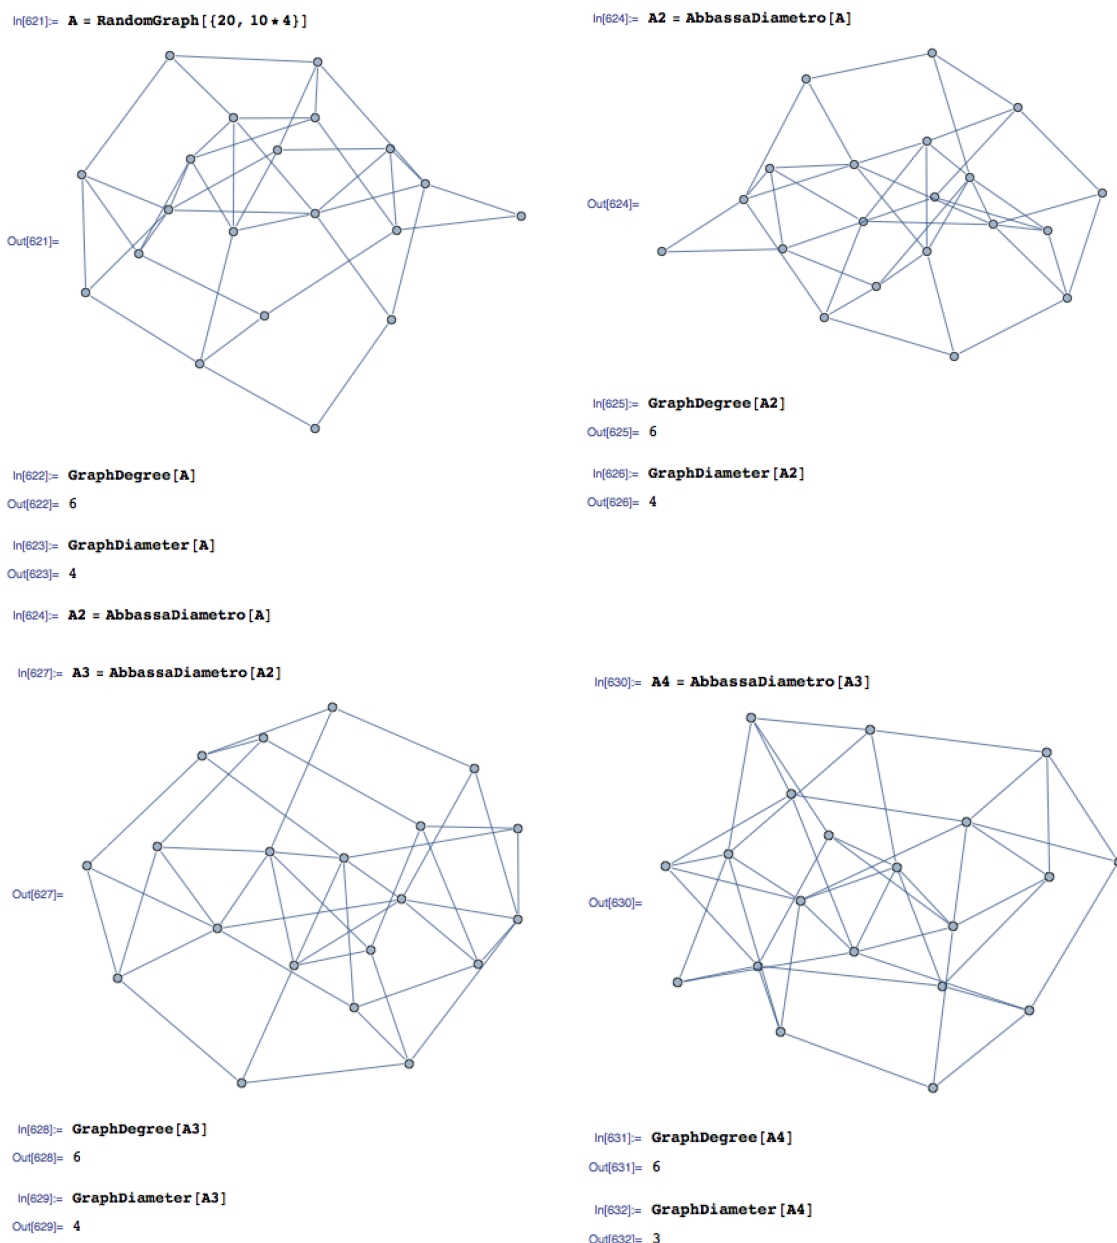 In[621]:= A = RandomGraph[{20, 10 * 4}]
Out[621]=
In[622]:= GraphDegree[A]
Out[622]= 6
In[623]:= GraphDiameter[A]
Out[623]= 4
In[624]:= A2 = AbbassaDiametro[A]
In[624]:= A2 = AbbassaDiametro[A]
Out[624]=
In[625]:= GraphDegree[A2]
Out[625]= 6
In[626]:= GraphDiameter[A2]
Out[626]= 4
In[627]:= A3 = AbbassaDiametro[A2]
Out[627]=
In[628]:= GraphDegree[A3]
Out[628]= 6
In[629]:= GraphDiameter[A3]
Out[629]= 4
In[630]:= A4 = AbbassaDiametro[A3]
Out[630]=
In[631]:= GraphDegree[A4]
Out[631]= 6
In[632]:= GraphDiameter[A4]
Out[632]= 3